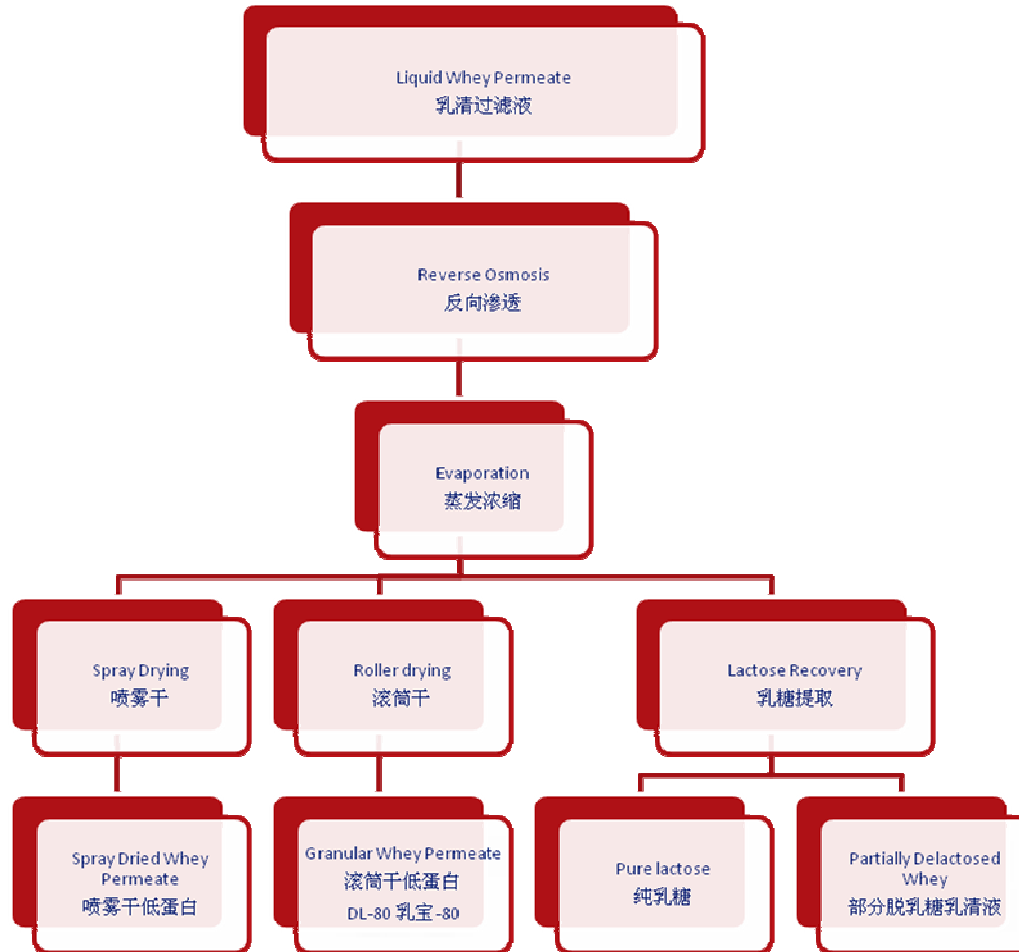 Liquid Whey Permeate
乳清过滤液
Reverse Osmosis
反向渗透
Evaporation
蒸发浓缩
Spray Drying
喷雾干
Roller drying
滚筒干
Lactose Recovery
乳糖提取
Spray Dried Whey
Permeate
喷雾干低蛋白
Granular Whey Permeate
滚筒干低蛋白
DL-80 乳宝-80
Pure lactose
纯乳糖
Partially Delactosed
Whey
部分脱乳糖乳清液